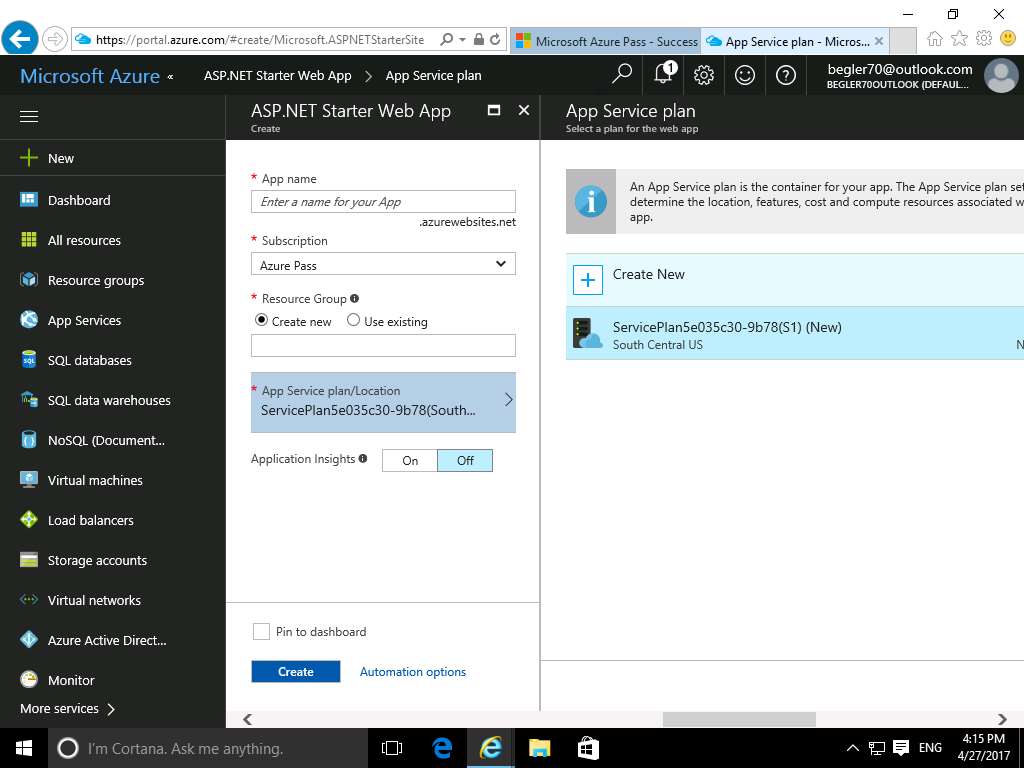 https://portal.azure.com/#create/Microsoft.ASPNETStarterSite
Microsoft Azure Pass - Success
App Service plan - Micros...
Microsoft Azure «
ASP.NET Starter Web App > App Service plan
1
begler70@outlook.com
BEGLER70OUTLOOK (DEFAUL...
New
Dashboard
All resources
Resource groups
App Services
SQL databases
SQL data warehouses
NoSQL (Document...
Virtual machines
Load balancers
Storage accounts
Virtual networks
Azure Active Direct...
Monitor
More services >
ASP.NET Starter Web App
Create
* App name
Enter a name for your App
.azurewebsites.net
* Subscription
Azure Pass
* Resource Group
Create new
Use existing
* App Service plan/Location
ServicePlan5e035c30-9b78(South...
Application Insights
On
Off
Pin to dashboard
Create
Automation options
App Service plan
Select a plan for the web app
An App Service plan is the container for your app. The App Service plan set
determine the location, features, cost and compute resources associated w
app.
Create New
ServicePlan5e035c30-9b78(S1) (New)
South Central US
N
I'm Cortana. Ask me anything.
ENG
4:15 PM
4/27/2017